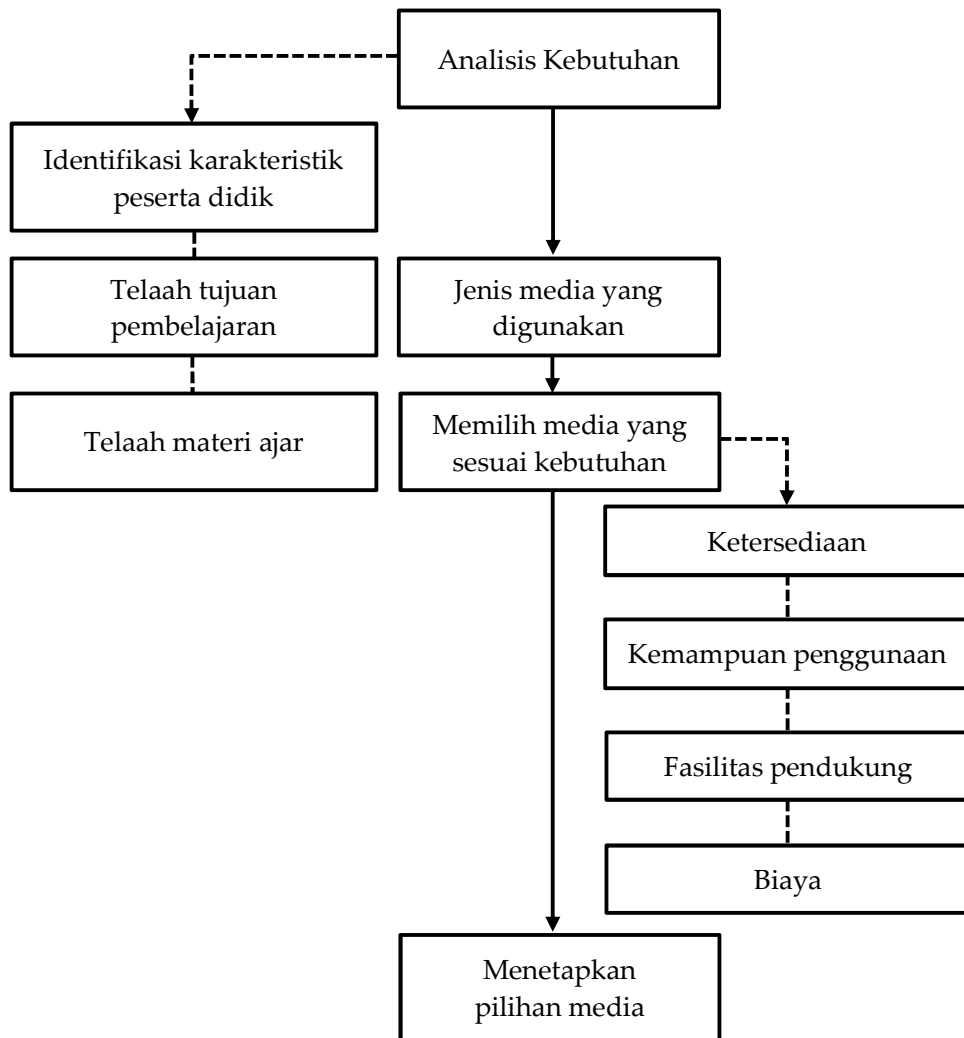 Analisis Kebutuhan
Identifikasi karakteristik
peserta didik
Telaah tujuan
pembelajaran
Telaah materi ajar
Jenis media yang
digunakan
Memilih media yang
sesuai kebutuhan
Ketersediaan
Kemampuan penggunaan
Fasilitas pendukung
Biaya
Menetapkan
pilihan media